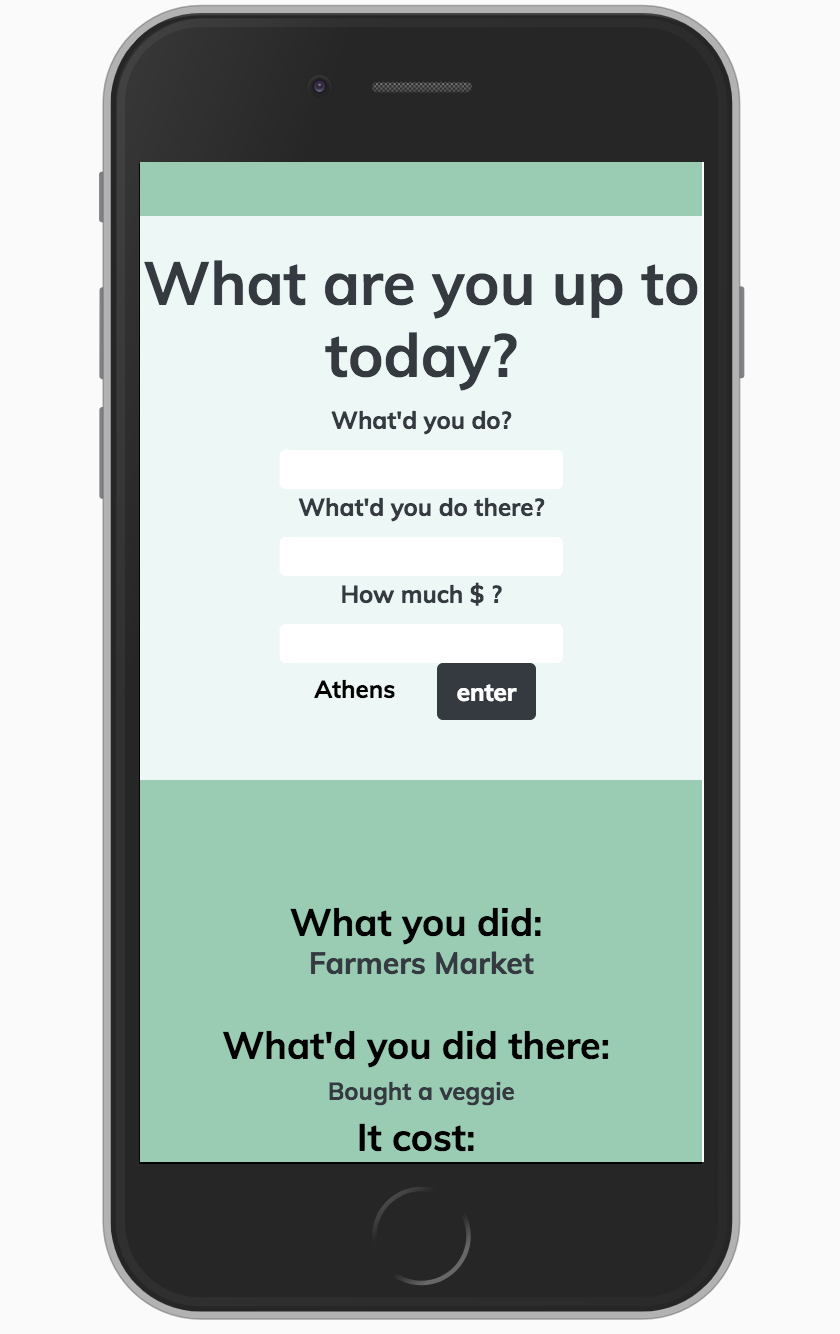 What are you up to
today?
What'd you do?
What'd you do there?
How much $ ?
Athens enter
What you did:
Farmers Market
What'd you did there:
Bought a veggie
It cost: